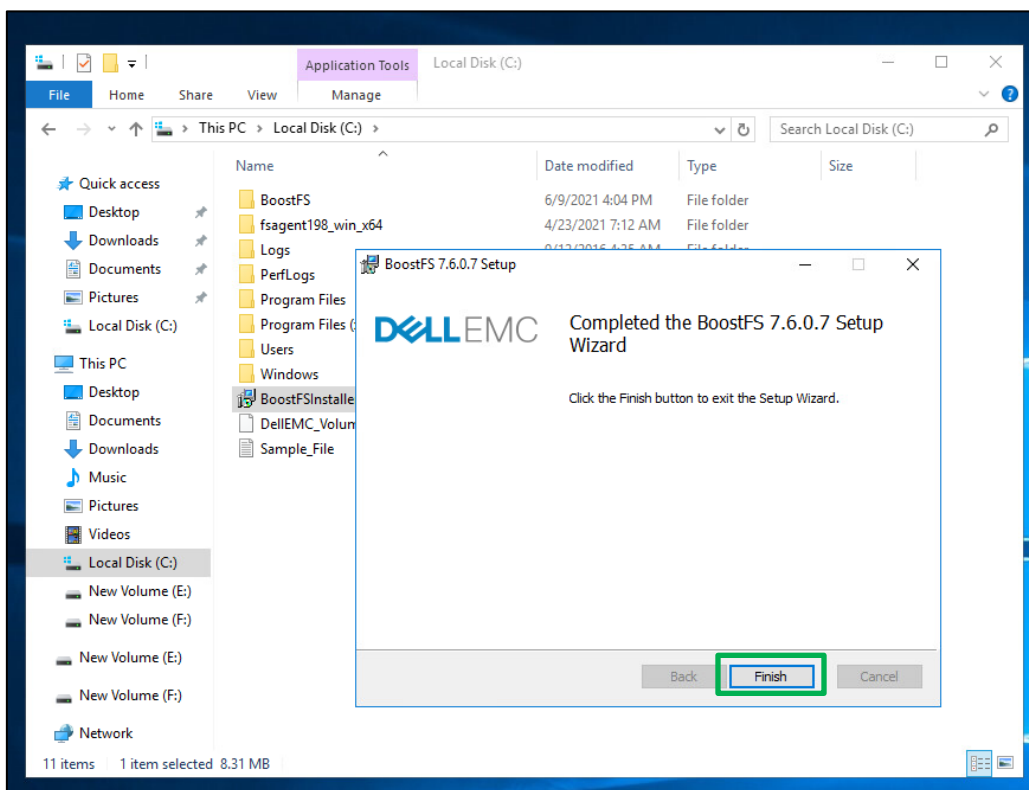 Application Tools Local Disk (C:)
File Home Share View Manage
This PC > Local Disk (C:) >
Search Local Disk (C:)
Name Date modified Type Size
Quick access
Desktop
Downloads
Documents
Pictures
Local Disk (C:)
This PC
Desktop
Documents
Downloads
Music
Pictures
Videos
Local Disk (C:)
New Volume (E:)
New Volume (F:)
New Volume (E:)
New Volume (F:)
Network
BoostFS 6/9/2021 4:04 PM File folder
fsagent198_win_x64 4/23/2021 7:12 AM File folder
Logs
PerfLogs
Program Files
Program Files (
Users
Windows
BoostFSInstalle
DellEMC_Volum
Sample_File
BoostFS 7.6.0.7 Setup
DELLEMC
Completed the BoostFS 7.6.0.7 Setup
Wizard
Click the Finish button to exit the Setup Wizard.
Back Finish Cancel
11 items 1 item selected 8.31 MB